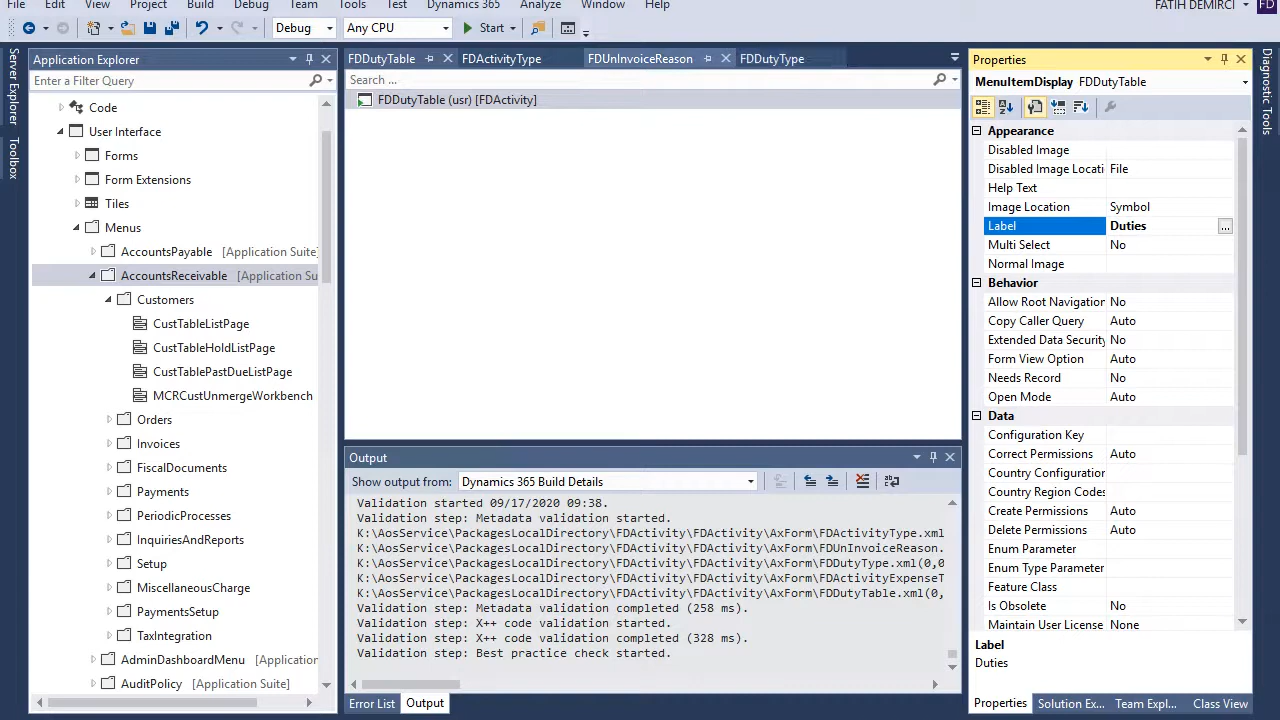 File Edit View Project Build Debug Team Tools Test Dynamics 365 Analyze Window Help FATIH DEMIRCI FD
Debug Any CPU Start
Server Explorer
Toolbox
Application Explorer
Enter a Filter Query
Code
User Interface
Forms
Form Extensions
Tiles
Menus
AccountsPayable [Application Suite]
AccountsReceivable [Application Su
Customers
CustTableListPage
CustTableHoldListPage
CustTablePastDueListPage
MCRCustUnmergeWorkbench
Orders
Invoices
FiscalDocuments
Payments
PeriodicProcesses
InquiriesAndReports
Setup
MiscellaneousCharge
PaymentsSetup
TaxIntegration
AdminDashboardMenu [Application
AuditPolicy [Application Suite]
FDDutyTable FDActivityType FDUnInvoiceReason FDDutyType
Search ...
FDDutyTable (usr) [FDActivity]
Output
Show output from: Dynamics 365 Build Details
Validation started 09/17/2020 09:38.
Validation step: Metadata validation started.
K:\AosService\PackagesLocalDirectory\FDActivity\FDActivity\AxForm\FDActivityType.xml
K:\AosService\PackagesLocalDirectory\FDActivity\FDActivity\AxForm\FDUnInvoiceReason.
K:\AosService\PackagesLocalDirectory\FDActivity\FDActivity\AxForm\FDDutyType.xml(0,0
K:\AosService\PackagesLocalDirectory\FDActivity\FDActivity\AxForm\FDActivityExpenseT
K:\AosService\PackagesLocalDirectory\FDActivity\FDActivity\AxForm\FDDutyTable.xml(0,
Validation step: Metadata validation completed (258 ms).
Validation step: X++ code validation started.
Validation step: X++ code validation completed (328 ms).
Validation step: Best practice check started.
Error List Output
Properties
MenuItemDisplay FDDutyTable
Appearance
Disabled Image
Disabled Image Locati File
Help Text
Image Location Symbol
Label Duties ...
Multi Select No
Normal Image
Behavior
Allow Root Navigation No
Copy Caller Query Auto
Extended Data Security No
Form View Option Auto
Needs Record No
Open Mode Auto
Data
Configuration Key
Correct Permissions Auto
Country Configuration
Country Region Codes
Create Permissions Auto
Delete Permissions Auto
Enum Parameter
Enum Type Parameter
Feature Class
Is Obsolete No
Maintain User License None
Label
Duties
Properties Solution Ex... Team Expl... Class View
Diagnostic Tools